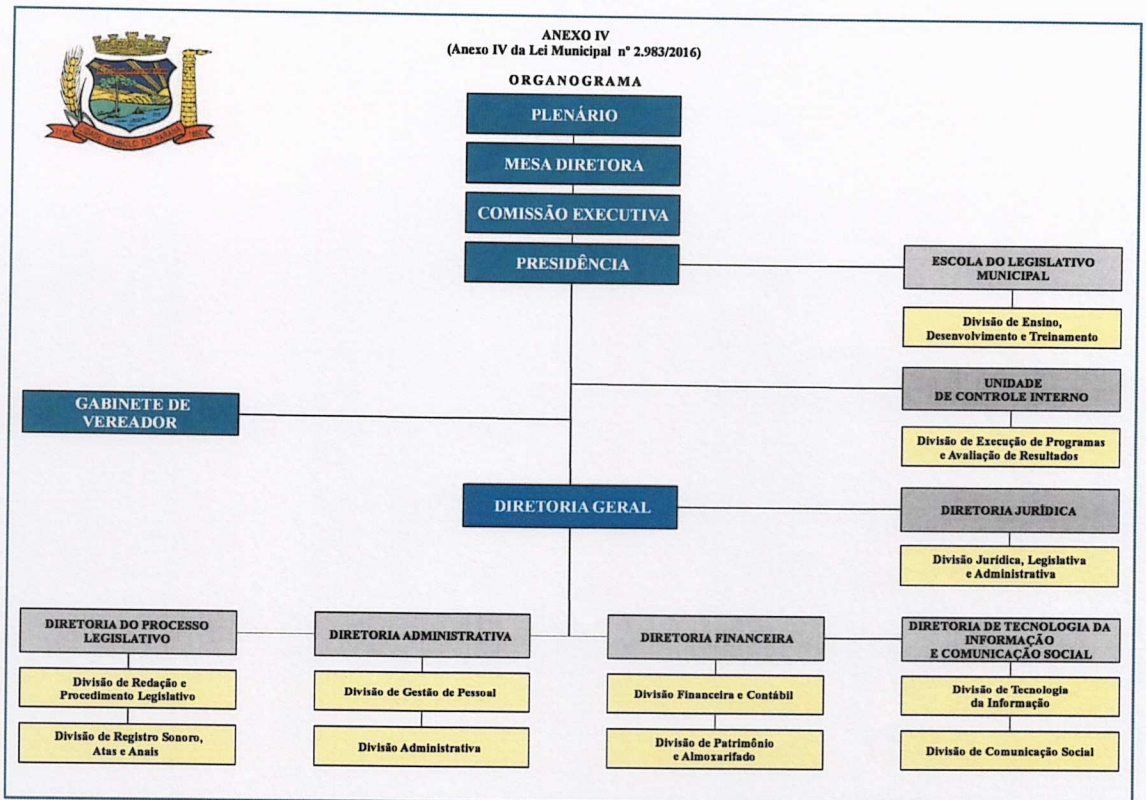 ANEXO IV
(Anexo IV da Lei Municipal nº 2.983/2016)
ORGANOGRAMA
PLENÁRIO
MESA DIRETORA
COMISSÃO EXECUTIVA
PRESIDÊNCIA
ESCOLA DO LEGISLATIVO
MUNICIPAL
Divisão de Ensino,
Desenvolvimento e Treinamento
UNIDADE
DE CONTROLE INTERNO
Divisão de Execução de Programas
e Avaliação de Resultados
GABINETE DE
VEREADOR
DIRETORIA GERAL
DIRETORIA JURÍDICA
Divisão Jurídica, Legislativa
e Administrativa
DIRETORIA DO PROCESSO
LEGISLATIVO
Divisão de Redação e
Procedimento Legislativo
Divisão de Registro Sonoro,
Atas e Anais
DIRETORIA ADMINISTRATIVA
Divisão de Gestão de Pessoal
Divisão Administrativa
DIRETORIA FINANCEIRA
Divisão Financeira e Contábil
Divisão de Patrimônio
e Almoxarifado
DIRETORIA DE TECNOLOGIA DA
INFORMAÇÃO
E COMUNICAÇÃO SOCIAL
Divisão de Tecnologia
da Informação
Divisão de Comunicação Social